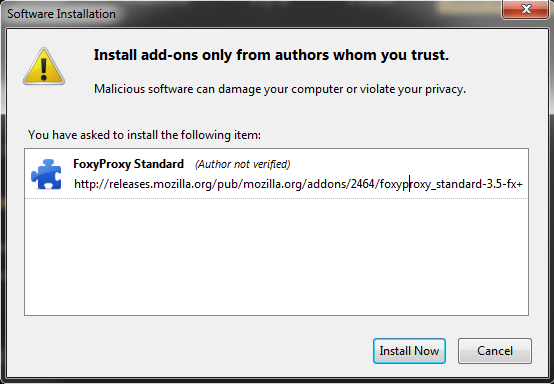 Software Installation
Install add-ons only from authors whom you trust.
Malicious software can damage your computer or violate your privacy.
You have asked to install the following item:
FoxyProxy Standard (Author not verified)
http://releases.mozilla.org/pub/mozilla.org/addons/2464/foxyproxy_standard-3.5-fx+
Install Now Cancel